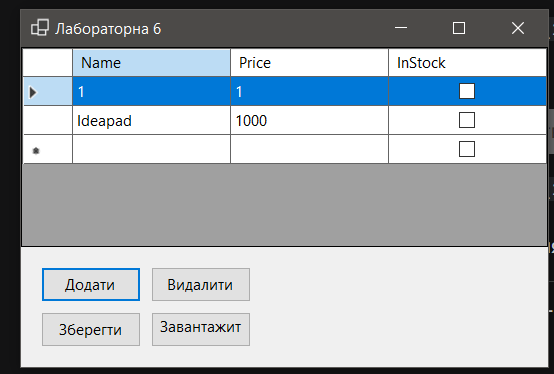 Лабораторна 6
Name Price InStock
1 1
Ideapad 1000
Додати Видалити
Зберегти Завантажит